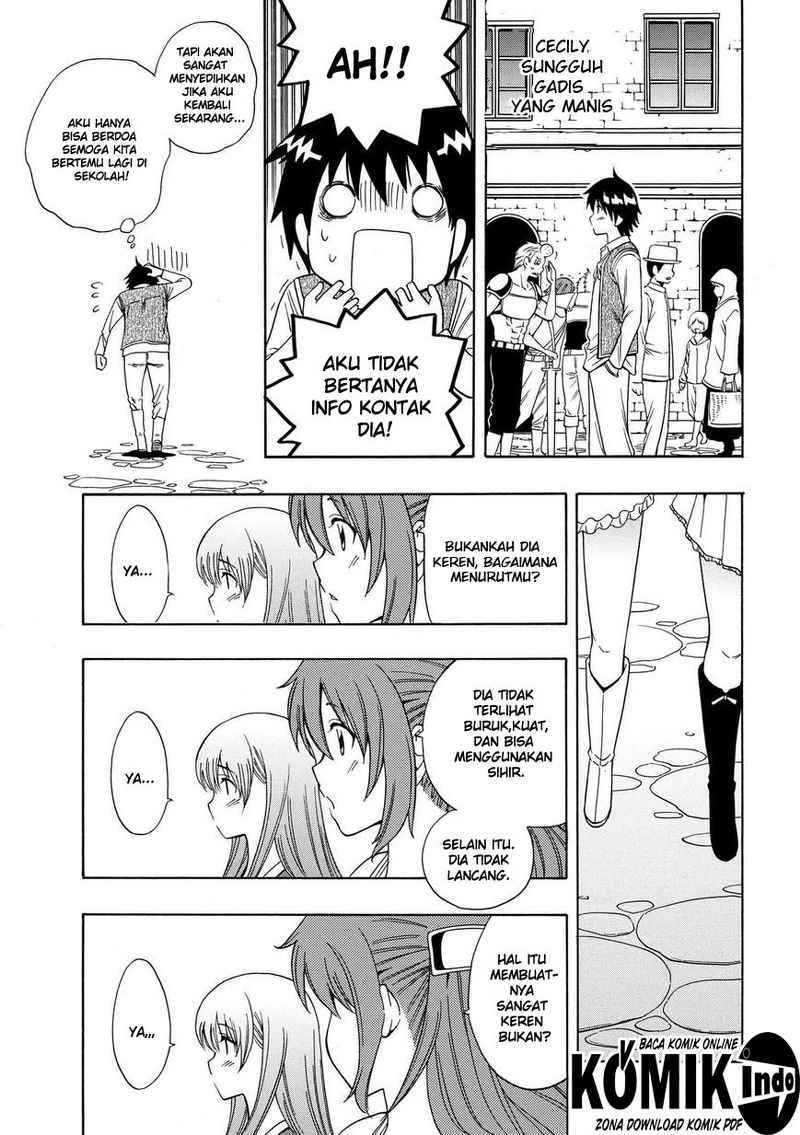 CECILY
SUNGGUH
GADIS
YANG MANIS
AH!!
AKU TIDAK
BERTANYA
INFO KONTAK
DIA!
TAPI AKAN
SANGAT
MENYEDIHKAN
JIKA AKU
KEMBALI
SEKARANG...
AKU HANYA
BISA BERDOA
SEMOGA KITA
BERTEMU LAGI DI
SEKOLAH!
BUKANKAH DIA
KEREN, BAGAIMANA
MENURUTMU?
YA...
DIA TIDAK
TERLIHAT
BURUK,KUAT,
DAN BISA
MENGGUNAKAN
SIHIR.
SELAIN ITU.
DIA TIDAK
LANCANG.
YA...
HAL ITU
MEMBUAT-
NYA
SANGAT
KEREN
BUKAN?
YA,,,
BACA KOMIK ONLINE
KOMIK Indo
ZONA DOWNLOAD KOMIK PDF